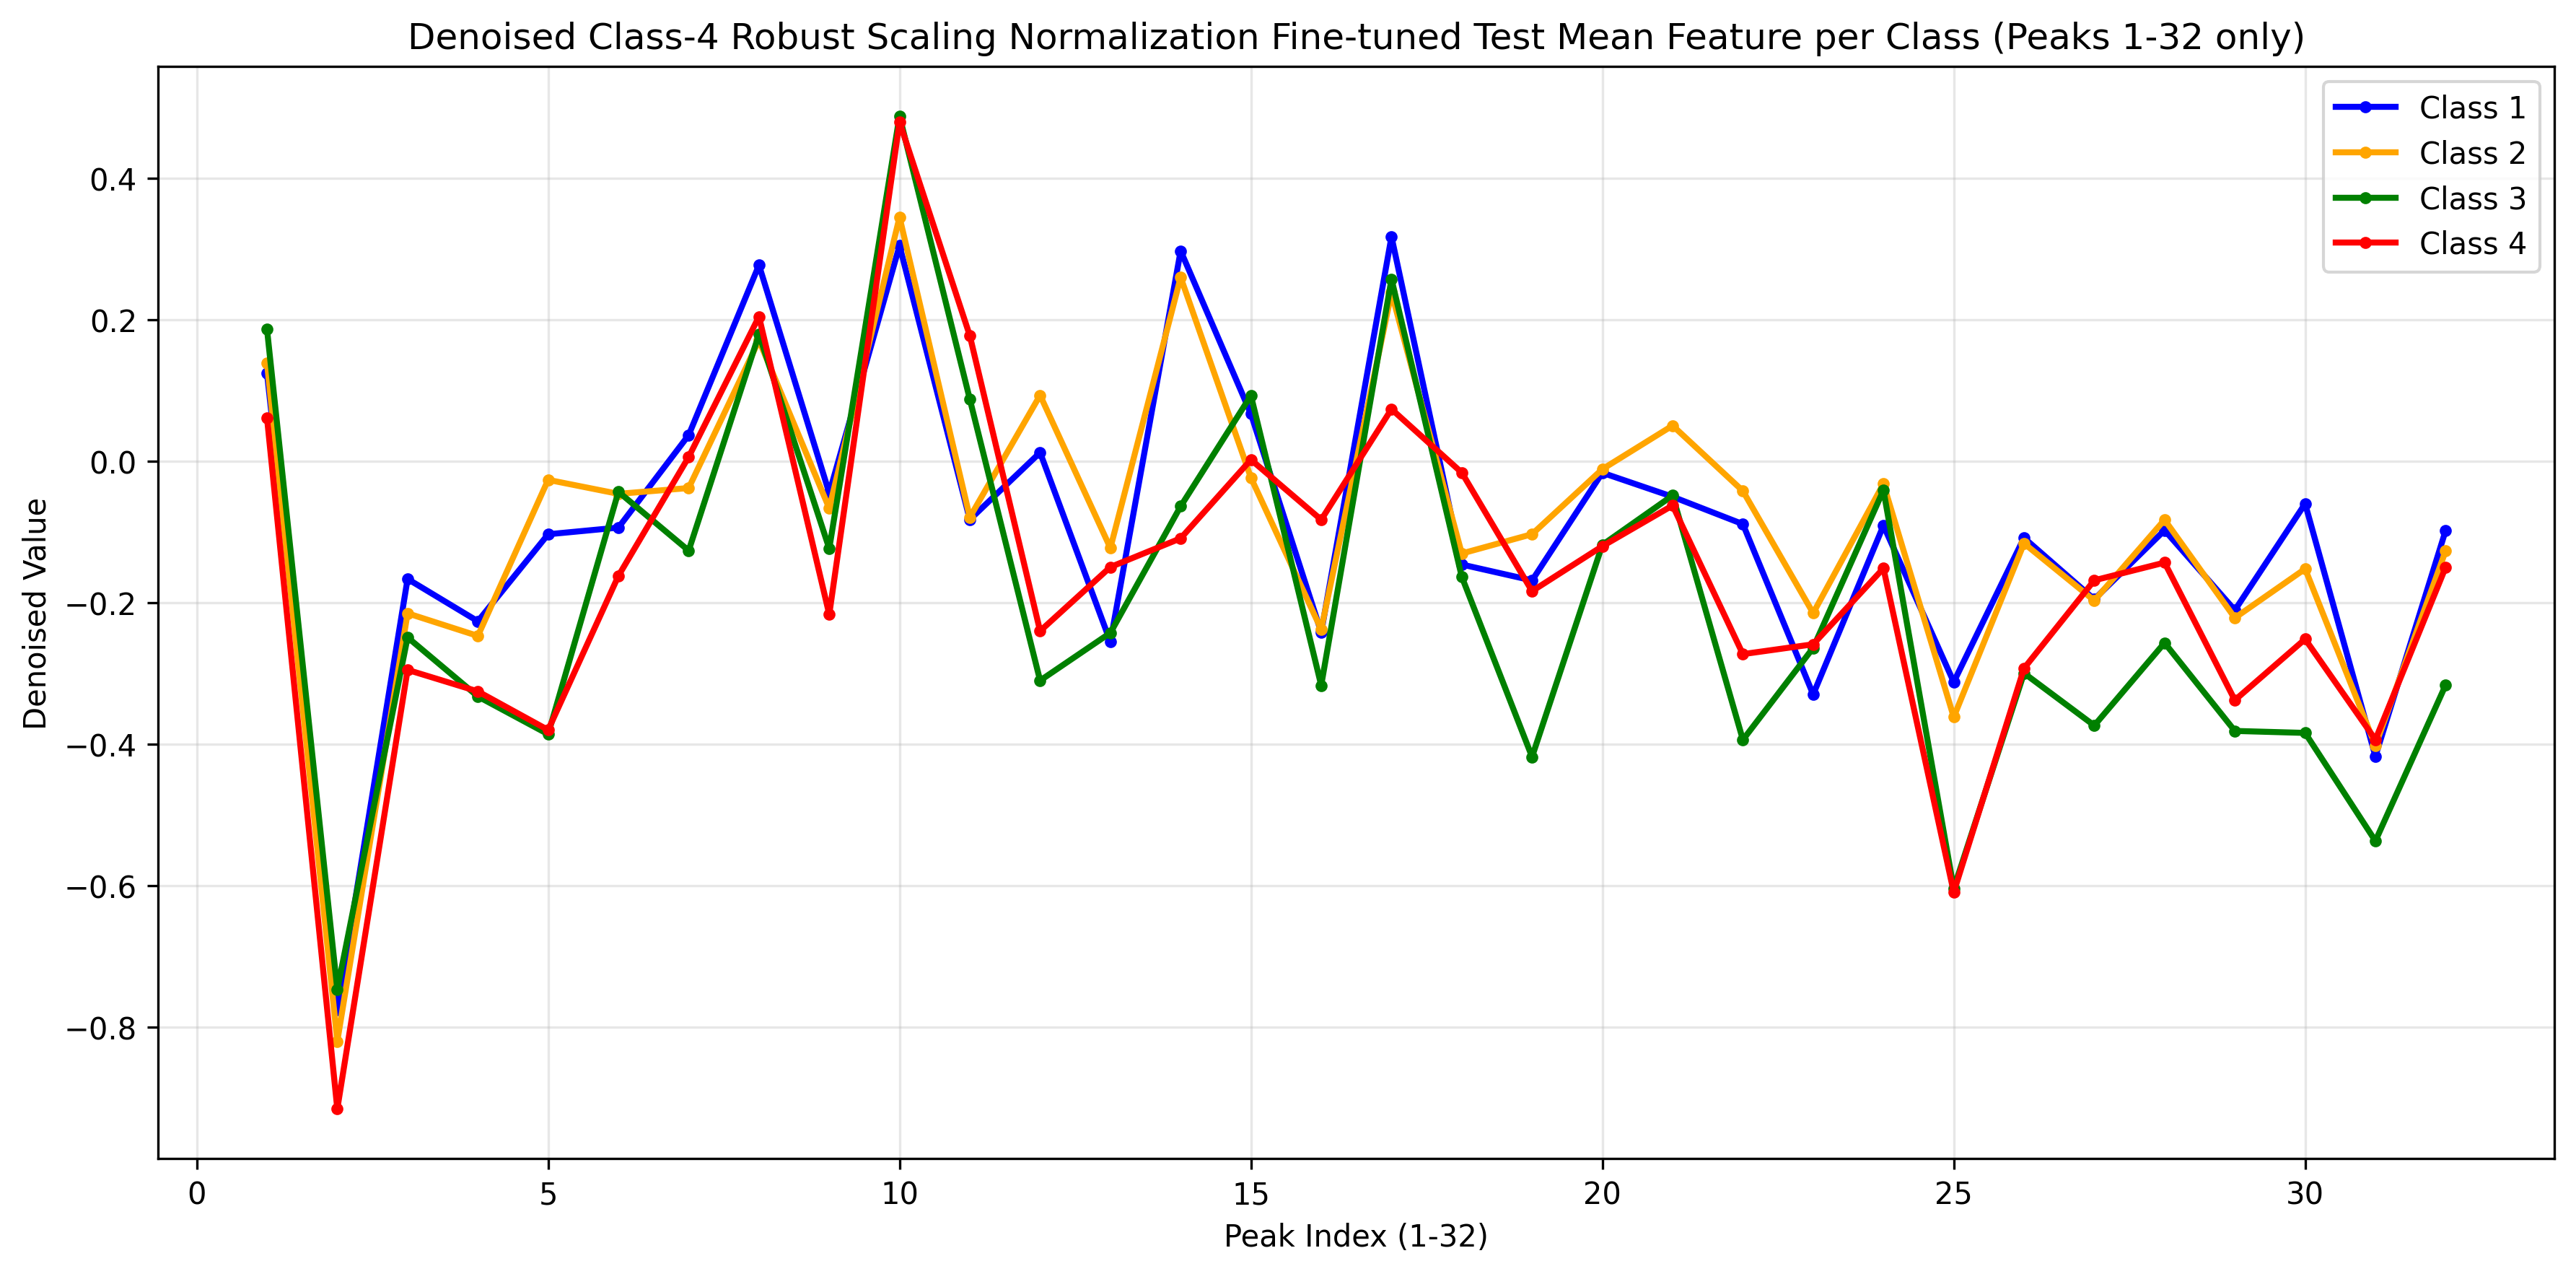 Denoised Class-4 Robust Scaling Normalization Fine-tuned Test Mean Feature per Class (Peaks 1-32 only)
Class 1
Class 2
Class 3
Class 4
0.4
0.2
0.0
−0.2
−0.4
−0.6
−0.8
Denoised Value
0 5 10 15 20 25 30
Peak Index (1-32)